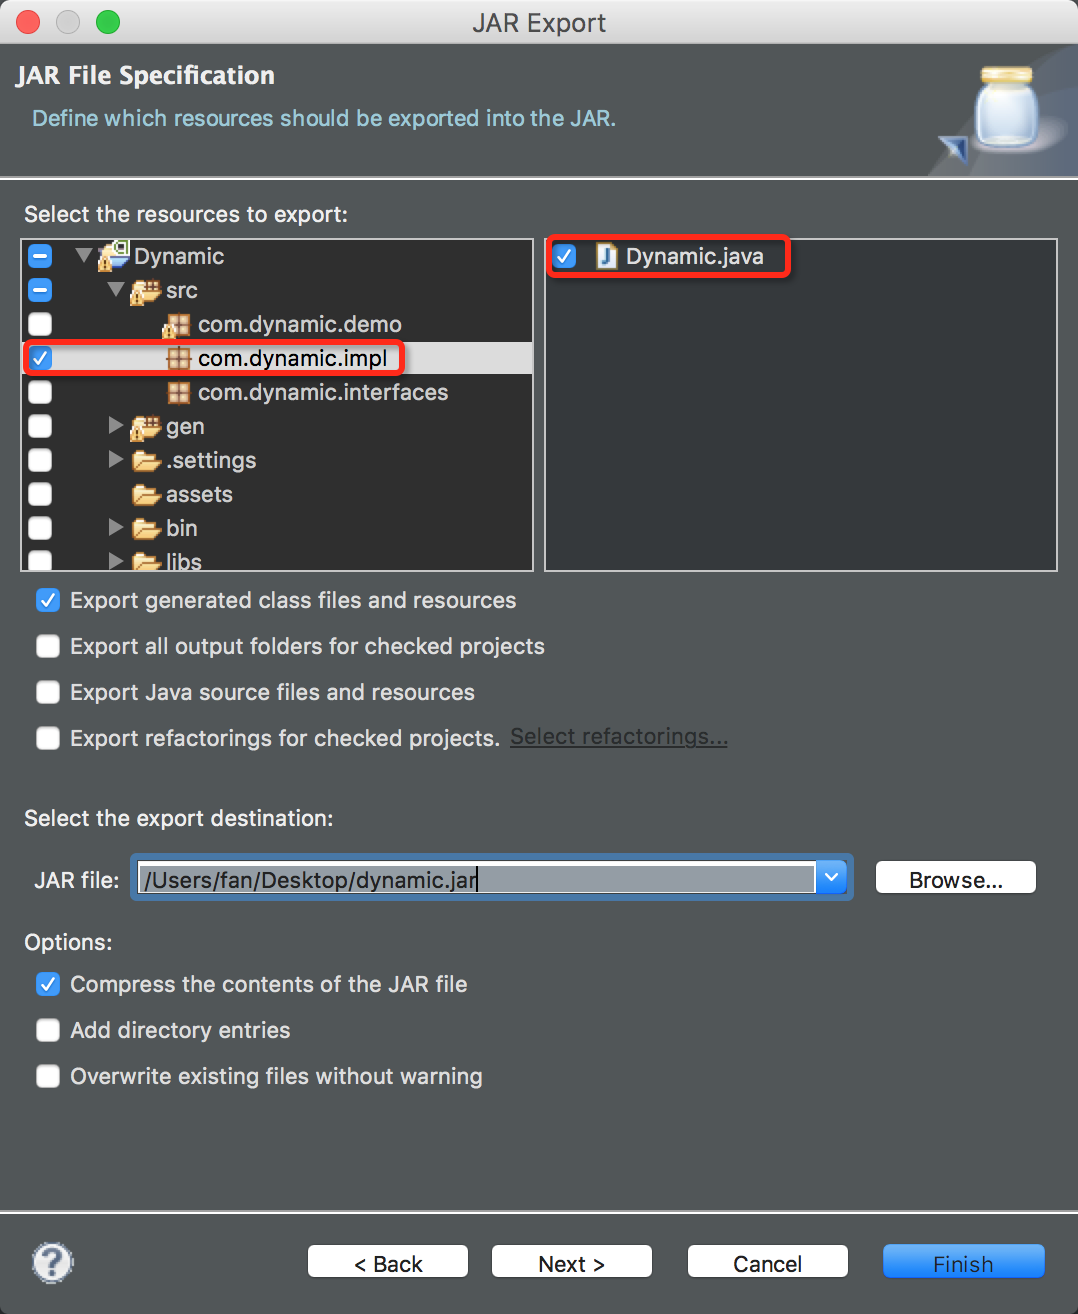 JAR Export
JAR File Specification
Define which resources should be exported into the JAR.
Select the resources to export:
Dynamic
src
com.dynamic.demo
com.dynamic.impl
com.dynamic.interfaces
gen
.settings
assets
bin
libs
Dynamic.java
Export generated class files and resources
Export all output folders for checked projects
Export Java source files and resources
Export refactorings for checked projects. Select refactorings...
Select the export destination:
JAR file: /Users/fan/Desktop/dynamic.jar Browse...
Options:
Compress the contents of the JAR file
Add directory entries
Overwrite existing files without warning
? < Back Next > Cancel Finish